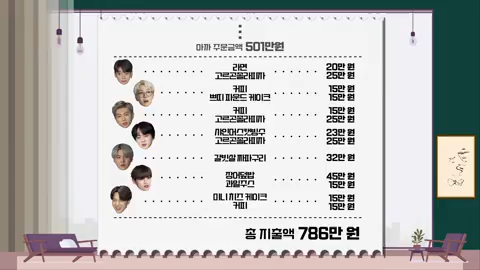 아까 주문금액 501만원
라면 20만 원
고르곤졸라피자 25만 원
커피 15만 원
쁘띠 파운드 케이크 15만 원
커피 15만 원
고르곤졸라피자 25만 원
샤인머스캣빙수 23만 원
고르곤졸라피자 25만 원
갈빗살 짜파구리 32만 원
장어덮밥 45만 원
과일주스 15만 원
미니 치즈 케이크 15만 원
커피 15만 원
총 지출액 786만 원